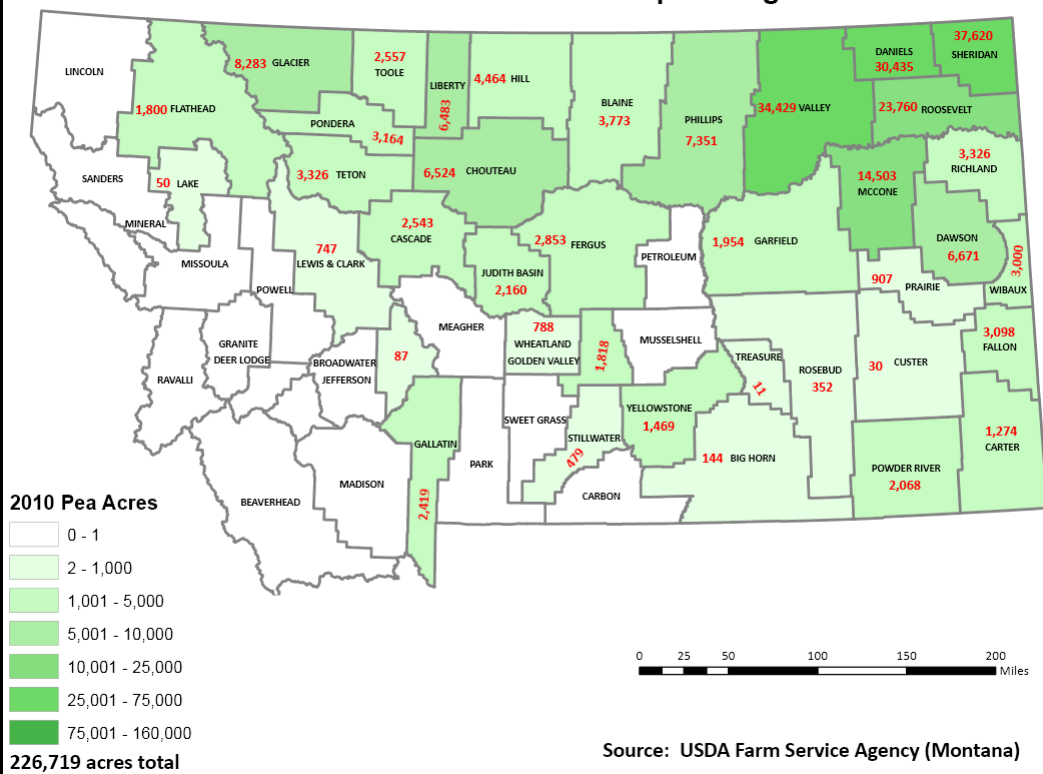 37,620
SHERIDAN
DANIELS
30,435
8,283 GLACIER
2,557
TOOLE
LIBERTY
6,483
4,464 HILL
LINCOLN
1,800 FLATHEAD
BLAINE
3,773
PHILLIPS
7,351
34,429 VALLEY
23,760 ROOSEVELT
PONDERA
3,164
3,326 TETON
6,524 CHOUTEAU
3,326
RICHLAND
14,503
MCCONE
SANDERS
50 LAKE
MINERAL
MISSOULA
POWELL
747
LEWIS & CLARK
2,543
CASCADE
JUDITH BASIN
2,160
2,853 FERGUS
PETROLEUM
1,954 GARFIELD
DAWSON
6,671
3,000
WIBAUX
907
PRAIRIE
MEAGHER
788
WHEATLAND
GOLDEN VALLEY
1,818
MUSSELSHELL
TREASURE
11
ROSEBUD
352
30 CUSTER
3,098
FALLON
GRANITE
DEER LODGE
RAVALLI
BROADWATER
JEFFERSON
87
SWEET GRASS
STILLWATER
479
YELLOWSTONE
1,469
GALLATIN
2,419
PARK
CARBON
144 BIG HORN
POWDER RIVER
2,068
1,274
CARTER
MADISON
BEAVERHEAD
2010 Pea Acres
0 - 1
2 - 1,000
1,001 - 5,000
5,001 - 10,000
10,001 - 25,000
25,001 - 75,000
75,001 - 160,000
226,719 acres total
0 25 50 100 150 200
Miles
Source: USDA Farm Service Agency (Montana)